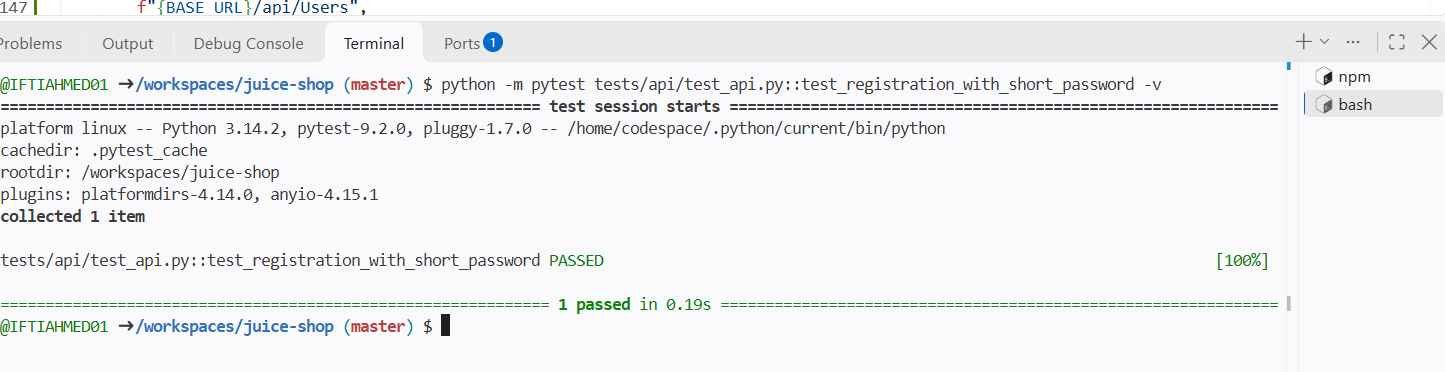 147 f"{BASE_URL}/api/Users",
Problems Output Debug Console Terminal Ports 1
@IFTIAHMED01 ➜/workspaces/juice-shop (master) $ python -m pytest tests/api/test_api.py::test_registration_with_short_password -v
============================================================ test session starts =============================================================
platform linux -- Python 3.14.2, pytest-9.2.0, pluggy-1.7.0 -- /home/codespace/.python/current/bin/python
cachedir: .pytest_cache
rootdir: /workspaces/juice-shop
plugins: platformdirs-4.14.0, anyio-4.15.1
collected 1 item
tests/api/test_api.py::test_registration_with_short_password PASSED [100%]
============================================================= 1 passed in 0.19s ==============================================================
@IFTIAHMED01 ➜/workspaces/juice-shop (master) $
npm
bash